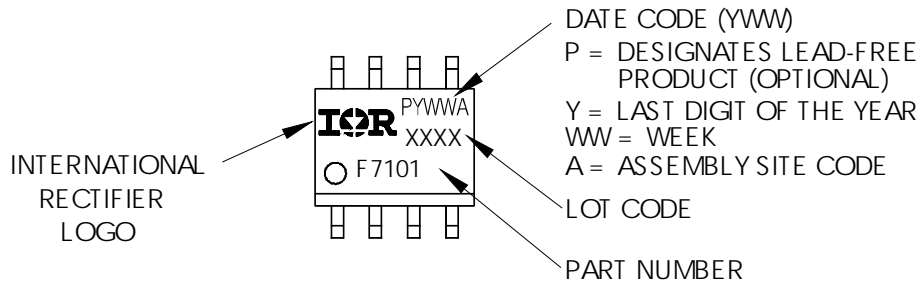 DATE CODE (YWW)
P = DESIGNATES LEAD-FREE
PRODUCT (OPTIONAL)
Y = LAST DIGIT OF THE YEAR
WW = WEEK
A = ASSEMBLY SITE CODE
LOT CODE
PART NUMBER
INTERNATIONAL
RECTIFIER
LOGO
PYWWA
IOR
XXXX
F7101